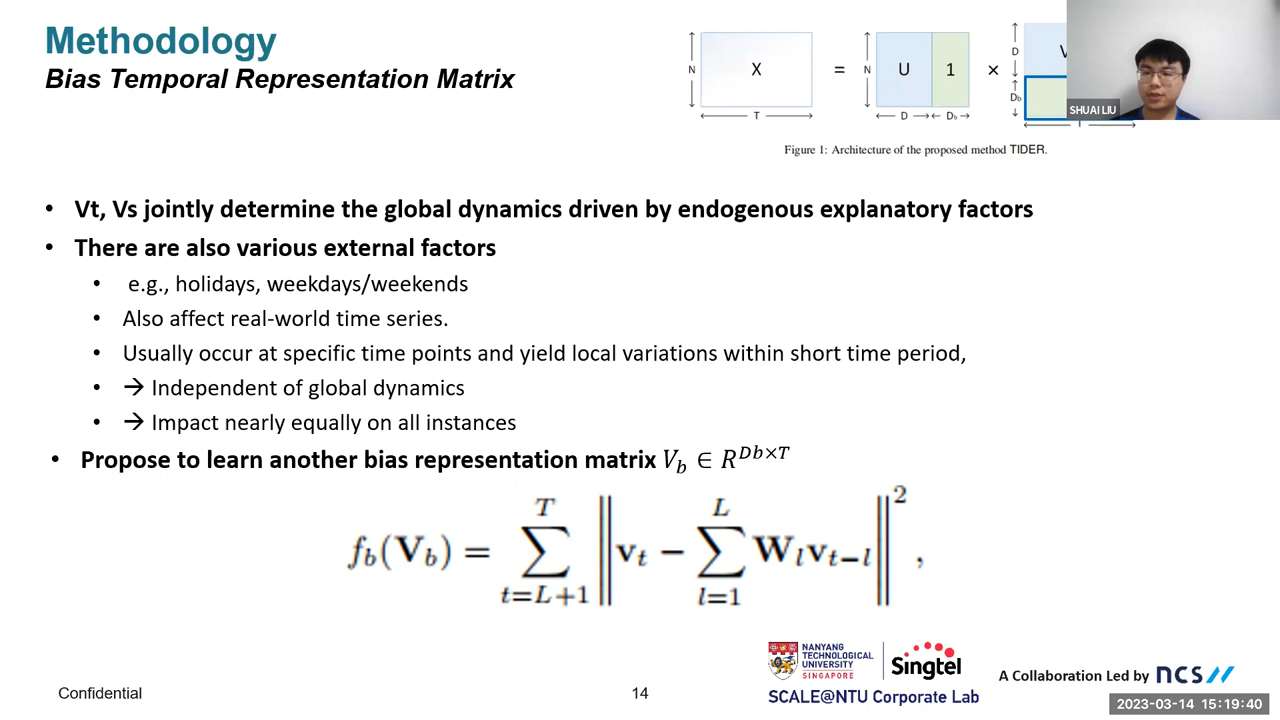 Methodology
Bias Temporal Representation Matrix
N
X
T
=
N
U
1
D
Db
×
D
Db
SHUAI LIU
Figure 1: Architecture of the proposed method TIDER.
• Vt, Vs jointly determine the global dynamics driven by endogenous explanatory factors
• There are also various external factors
• e.g., holidays, weekdays/weekends
• Also affect real-world time series.
• Usually occur at specific time points and yield local variations within short time period,
• → Independent of global dynamics
• → Impact nearly equally on all instances
• Propose to learn another bias representation matrix V_b ∈ R^{Db×T}
f_b(V_b) = \sum_{t=L+1}^{T} \| v_t − \sum_{l=1}^{L} W_l v_{t−l} \|^2 ,
NANYANG
TECHNOLOGICAL
UNIVERSITY
SINGAPORE
Singtel
SCALE@NTU Corporate Lab
A Collaboration Led by ncs//
Confidential
14
2023-03-14 15:19:40